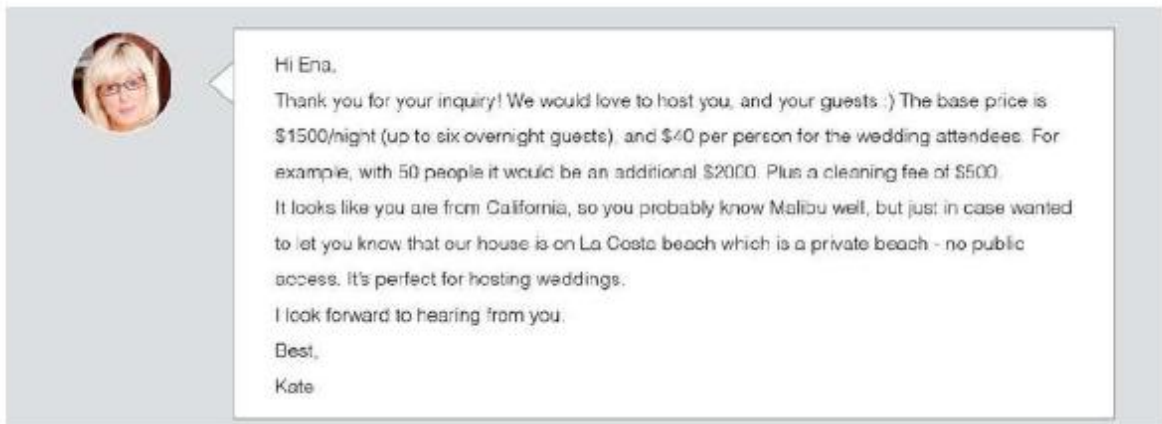 Hi Ena,
Thank you for your inquiry! We would love to host you, and your guests :) The base price is
$1500/night (up to six overnight guests), and $40 per person for the wedding attendees. For
example, with 50 people it would be an additional $2000. Plus a cleaning fee of $500.
It looks like you are from California, so you probably know Malibu well, but just in case wanted
to let you know that our house is on La Costa beach which is a private beach - no public
access. It's perfect for hosting weddings.
I look forward to hearing from you.
Best,
Kate